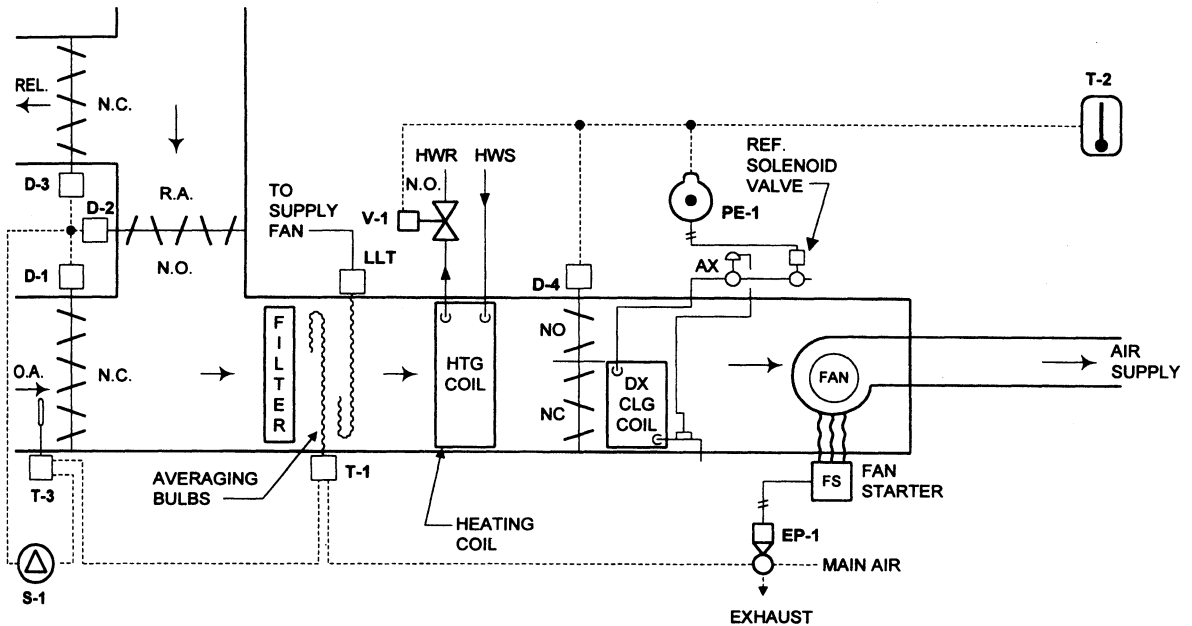 REL.
N.C.
T-2
HWR
HWS
REF.
SOLENOID
VALVE
D-3
D-2
R.A.
TO
SUPPLY
FAN
N.O.
V-1
PE-1
N.O.
D-1
LLT
D-4
AX
FILTER
NO
O.A.
N.C.
HTG
COIL
DX
CLG
COIL
NC
FAN
AIR
SUPPLY
AVERAGING
BULBS
T-1
T-3
FS
FAN
STARTER
HEATING
COIL
EP-1
MAIN AIR
S-1
EXHAUST